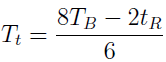 T_t = \frac{8T_B - 2t_R}{6}